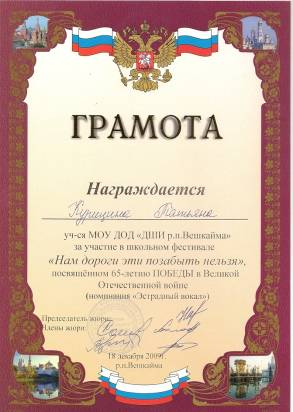 ГРАМОТА
Награждается
Курицина Татьяна
уч-ся МОУ ДОД «ДШИ р.п.Вешкайма»
за участие в школьном фестивале
«Нам дороги эти позабыть нельзя»,
посвящённом 65-летию ПОБЕДЫ в Великой
Отечественной войне
(номинация «Эстрадный вокал»)
Председатель жюри:
Члены жюри:
18 декабря 2009г.
р.п.Вешкайма